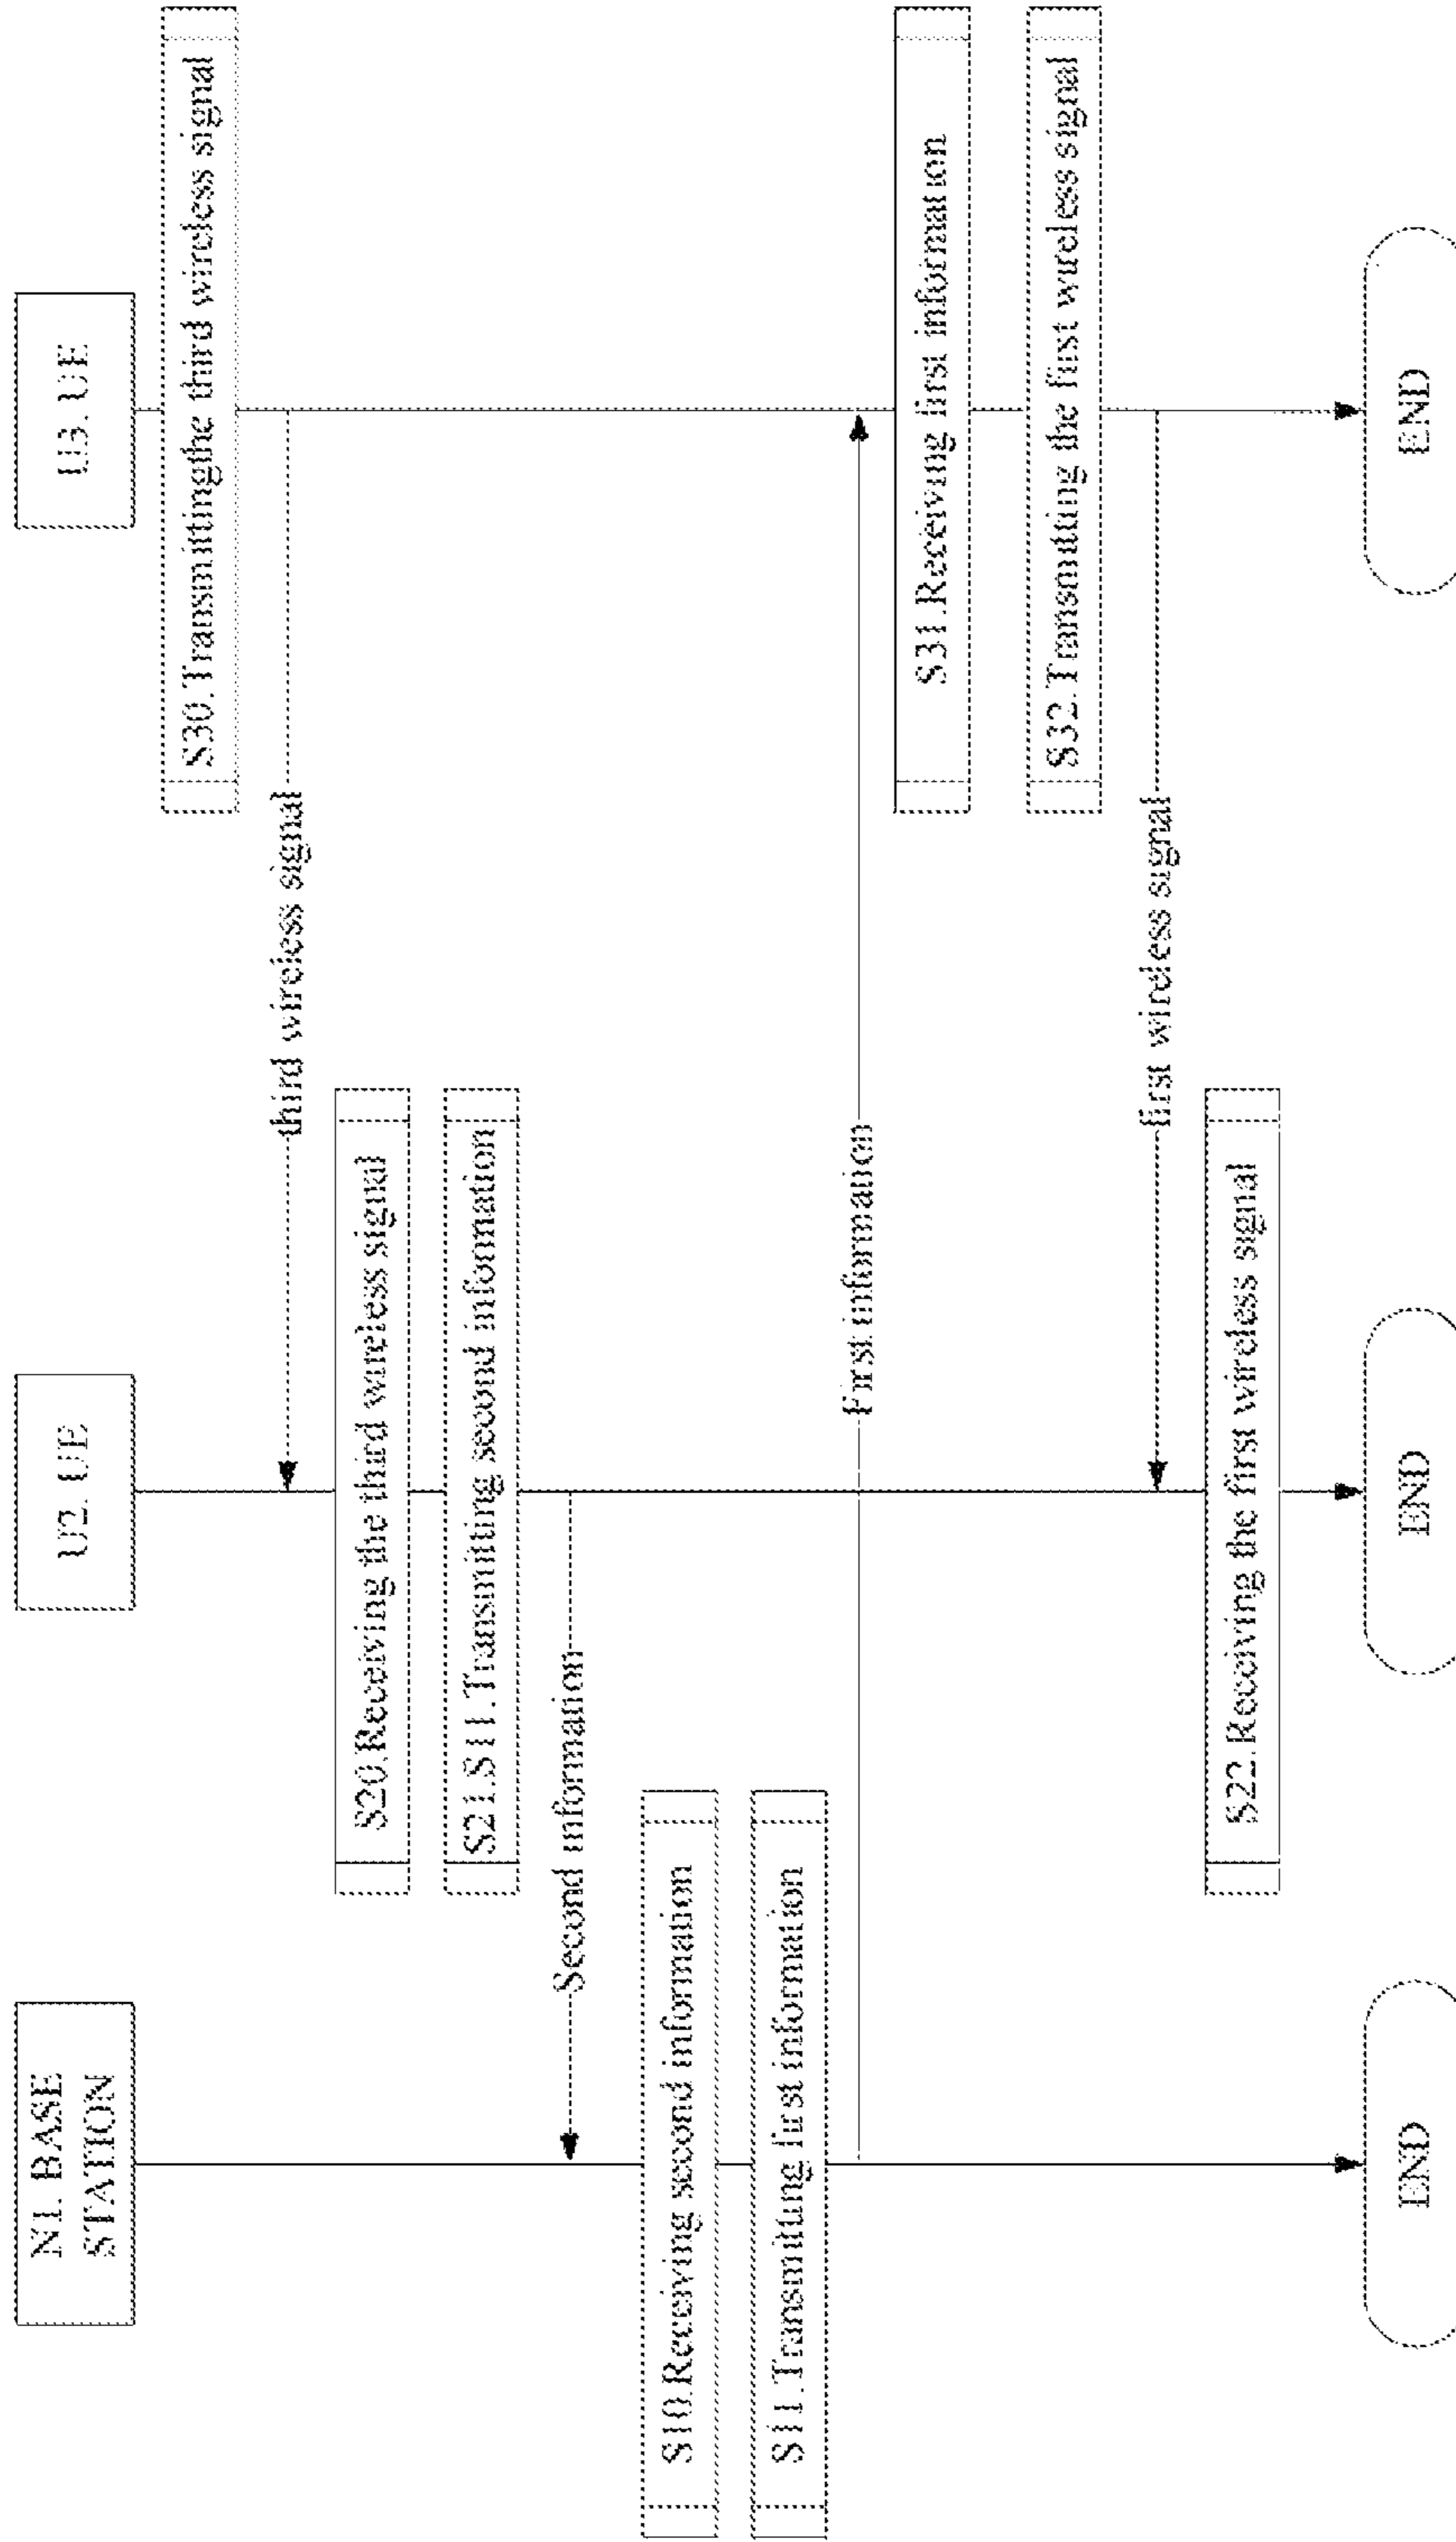 N1. BASE
STATION
U2. UE
U3. UE
S30.Transmittingthe third wireless signal
third wireless signal
S20.Receiving the third wireless signal
S21.S11.Transmitting second information
Second information
S10.Receiving second information
S11.Transmitting first information
First information
S31.Receiving first information
S32.Transmitting the first wireless signal
first wireless signal
S22.Receiving the first wireless signal
END
END
END